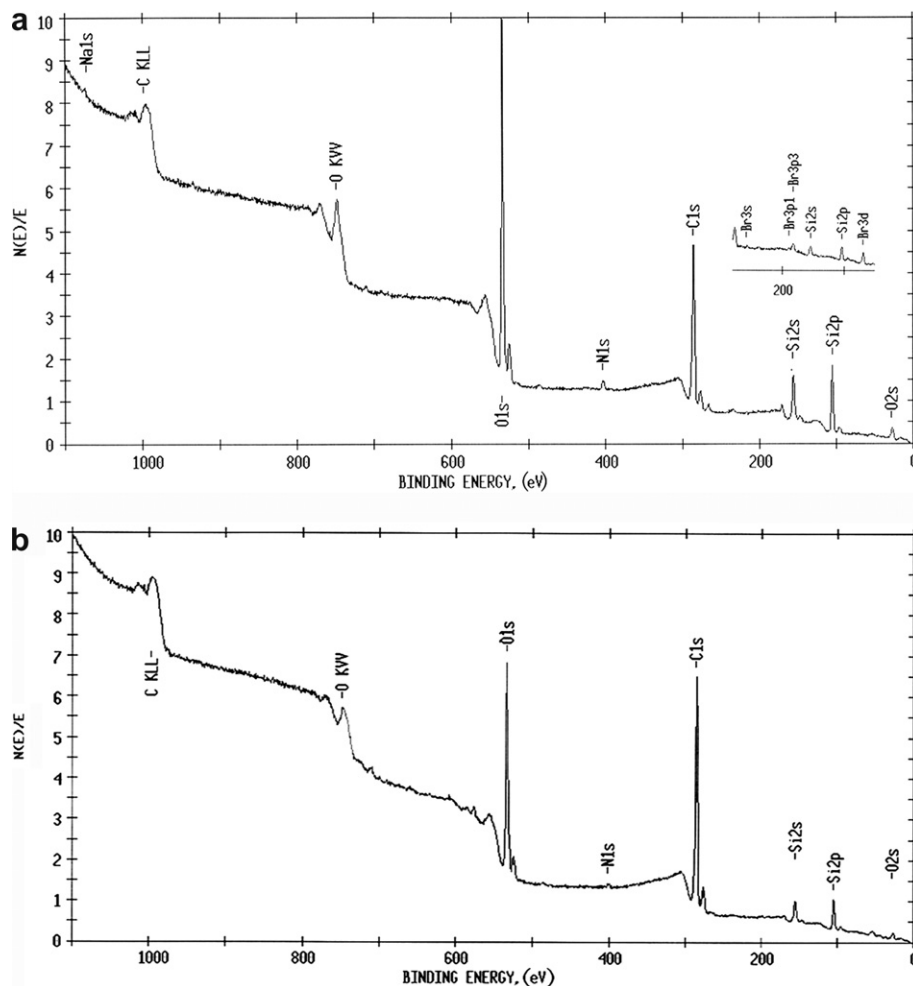 a
10
9
8
7
6
5
4
3
2
1
0
N(E)/E
-Na1s
-C KLL
-O KVV
O1s-
-N1s
-C1s
-Si2s
-Si2p
-O2s
-Br3s
-Br3p1
-Br3p3
-Si2s
-Si2p
-Br3d
200
1000 800 600 400 200 0
BINDING ENERGY, (eV)
b
10
9
8
7
6
5
4
3
2
1
0
N(E)/E
C KLL-
-O KVV
-O1s
-N1s
-C1s
-Si2s
-Si2p
-O2s
1000 800 600 400 200 0
BINDING ENERGY, (eV)